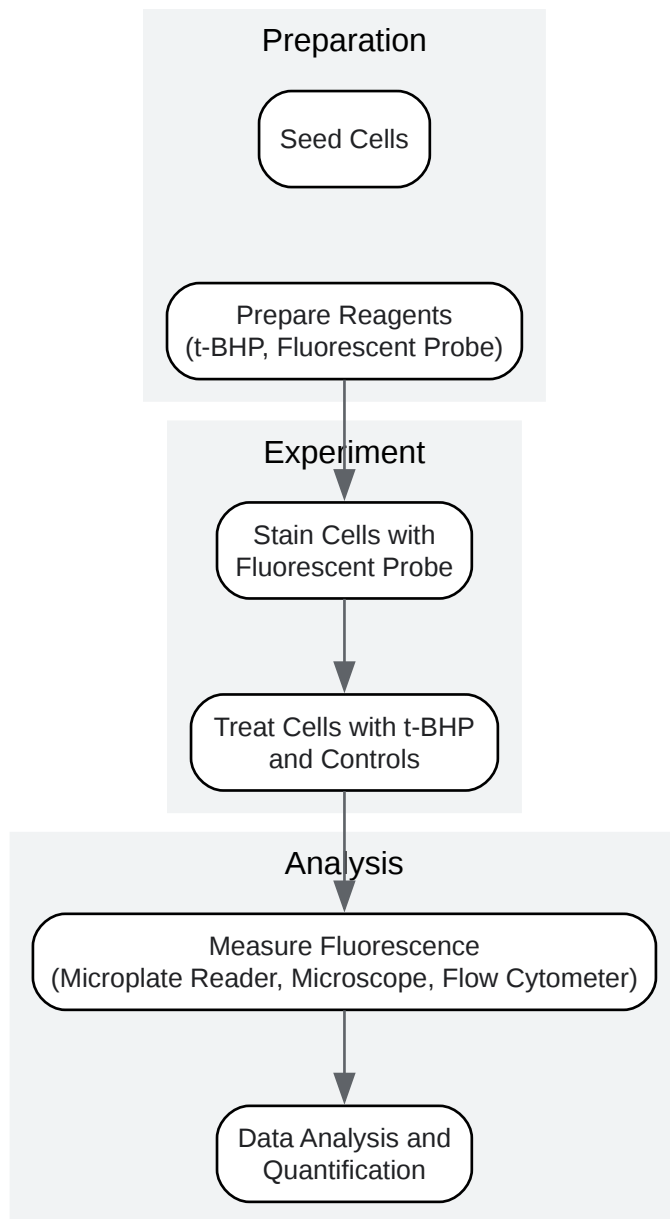 Preparation
Seed Cells
Prepare Reagents
(t-BHP, Fluorescent Probe)
Experiment
Stain Cells with
Fluorescent Probe
Treat Cells with t-BHP
and Controls
Analysis
Measure Fluorescence
(Microplate Reader, Microscope, Flow Cytometer)
Data Analysis and
Quantification